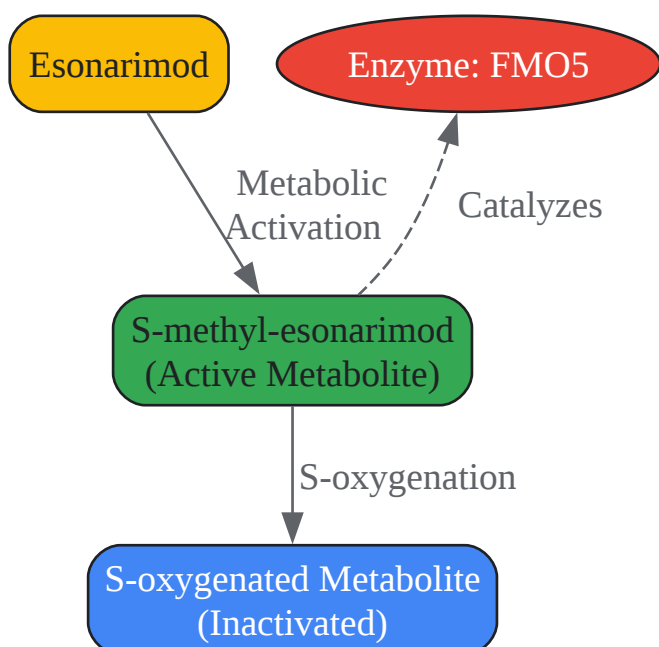 Esonarimod
Enzyme: FMO5
Metabolic
Activation
Catalyzes
S-methyl-esonarimod
(Active Metabolite)
S-oxygenation
S-oxygenated Metabolite
(Inactivated)